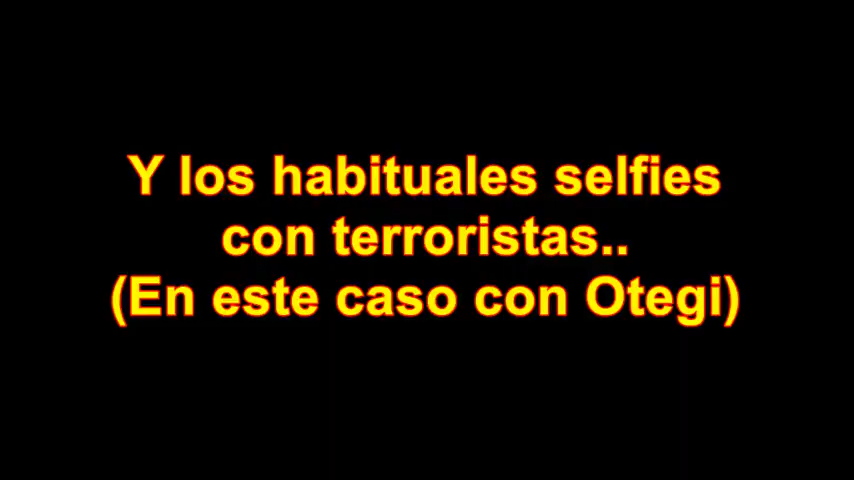 Y los habituales selfies
con terroristas..
(En este caso con Otegi)